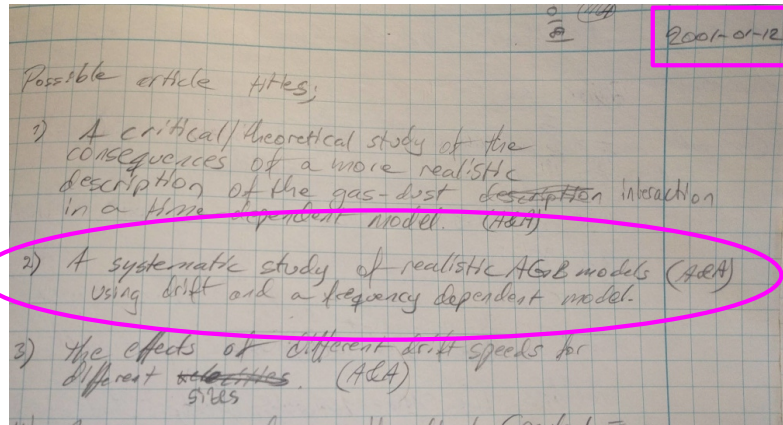 2001-01-12
Possible article titles;
1) A critical/theoretical study of the
consequences of a more realistic
description of the gas-dust description interaction
in a time dependent model. (A&A)
2) A systematic study of realistic AGB models (A&A)
using drift and a frequency dependent model.
3) the effects of different drift speeds for
different velocities. (A&A)
sizes